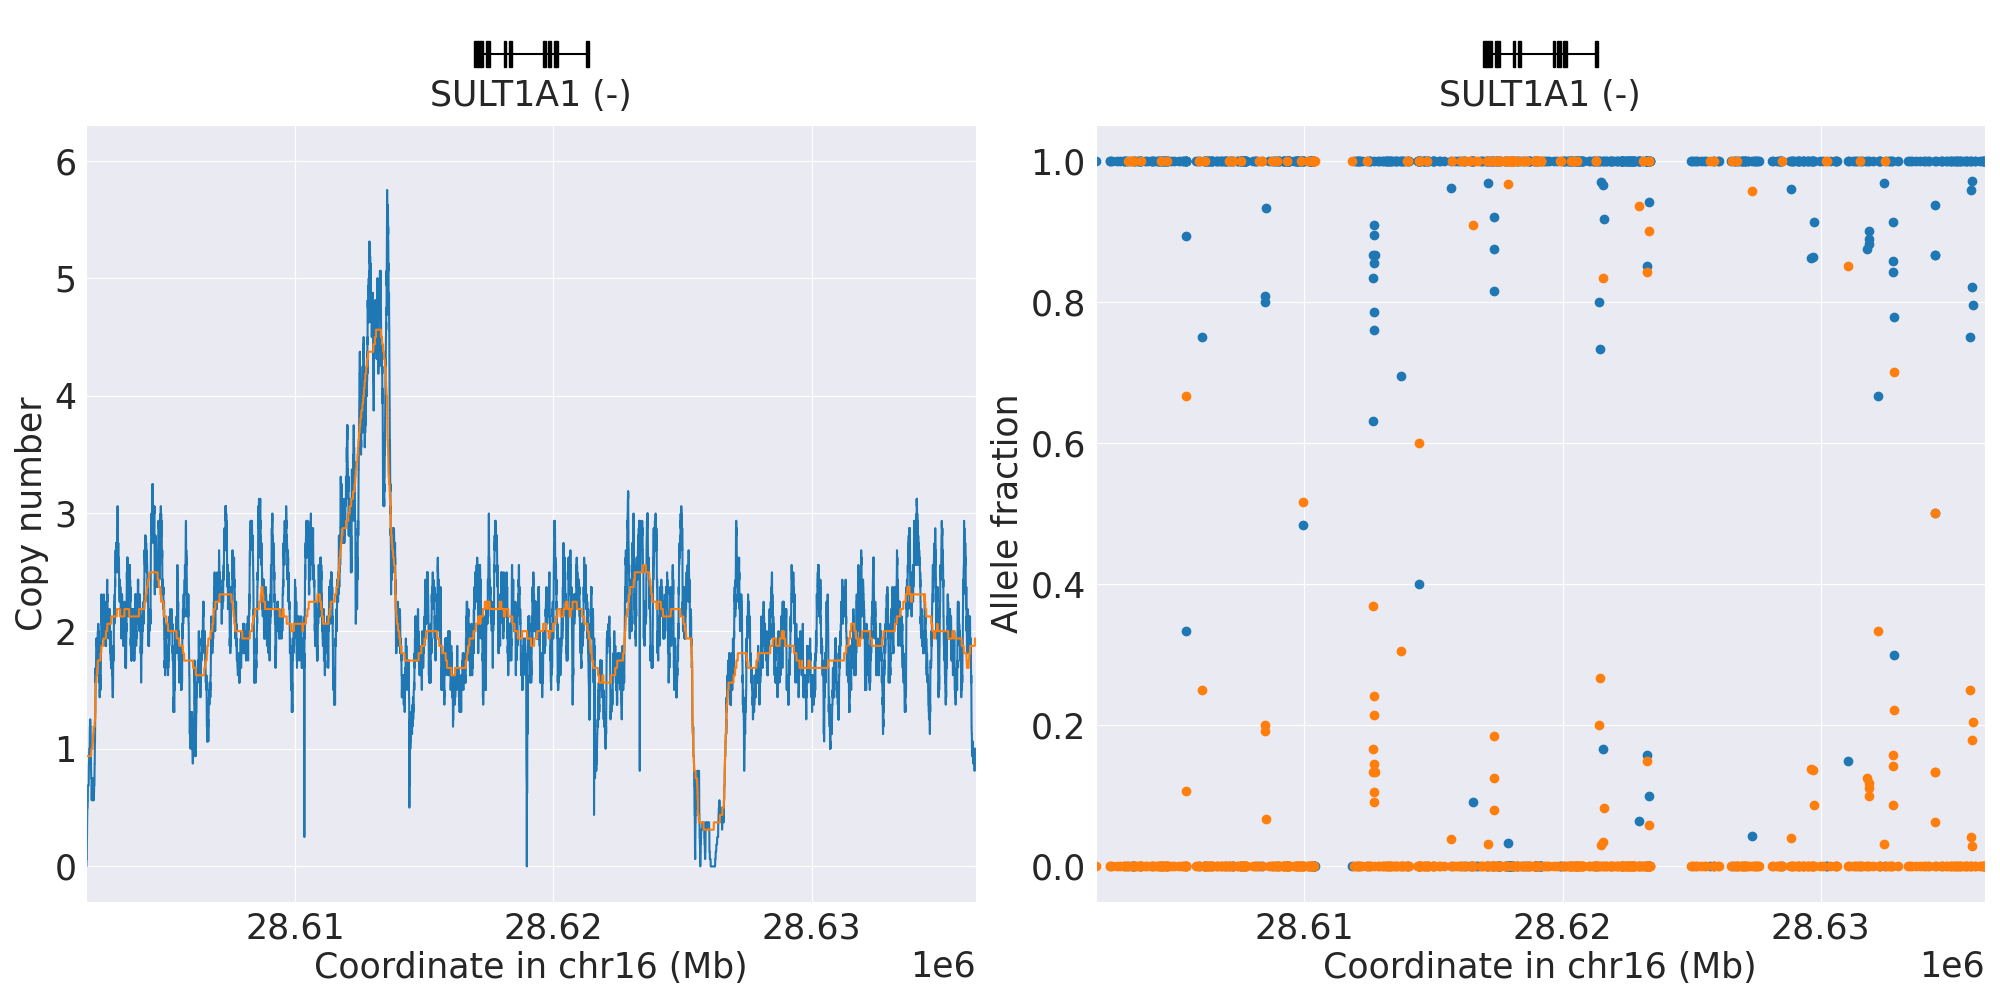 SULT1A1 (-)
SULT1A1 (-)
Copy number
6
5
4
3
2
1
0
28.61
28.62
28.63
Coordinate in chr16 (Mb)
1e6
Allele fraction
1.0
0.8
0.6
0.4
0.2
0.0
28.61
28.62
28.63
Coordinate in chr16 (Mb)
1e6